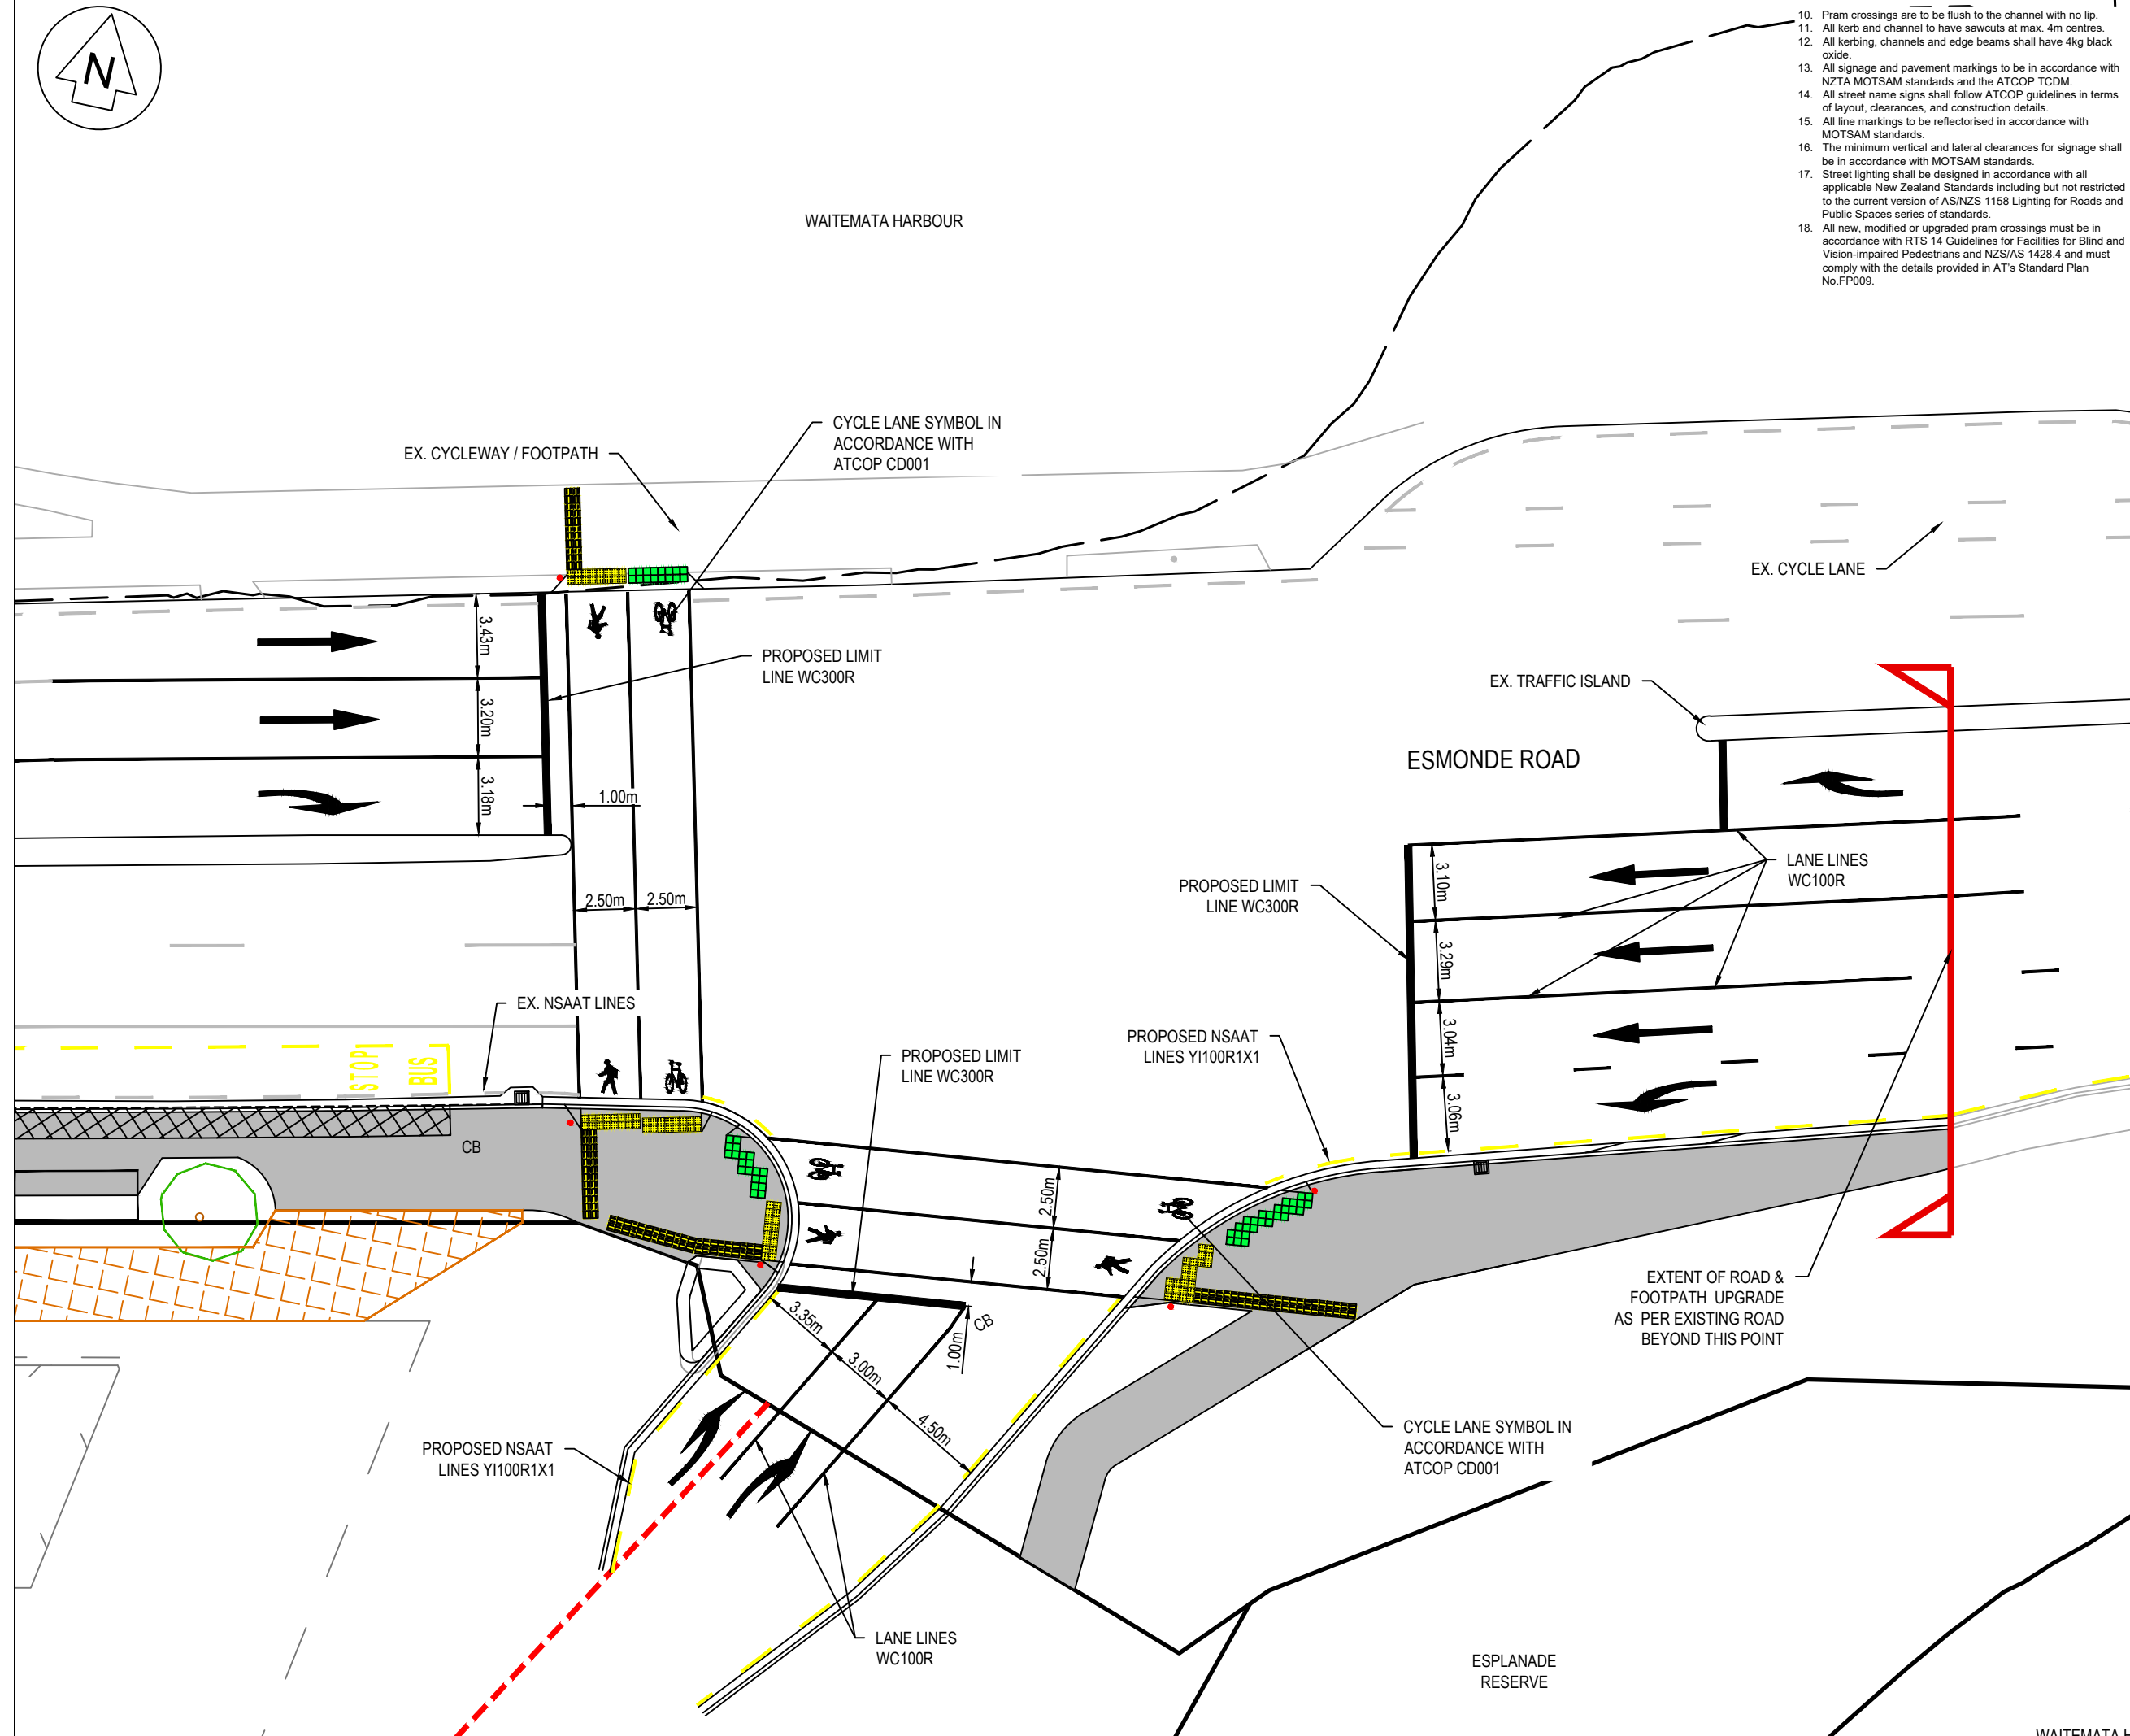 N
10. Pram crossings are to be flush to the channel with no lip.
11. All kerb and channel to have sawcuts at max. 4m centres.
12. All kerbing, channels and edge beams shall have 4kg black
oxide.
13. All signage and pavement markings to be in accordance with
NZTA MOTSAM standards and the ATCOP TCDM.
14. All street name signs shall follow ATCOP guidelines in terms
of layout, clearances, and construction details.
15. All line markings to be reflectorised in accordance with
MOTSAM standards.
16. The minimum vertical and lateral clearances for signage shall
be in accordance with MOTSAM standards.
17. Street lighting shall be designed in accordance with all
applicable New Zealand Standards including but not restricted
to the current version of AS/NZS 1158 Lighting for Roads and
Public Spaces series of standards.
18. All new, modified or upgraded pram crossings must be in
accordance with RTS 14 Guidelines for Facilities for Blind and
Vision-impaired Pedestrians and NZS/AS 1428.4 and must
comply with the details provided in AT's Standard Plan
No.FP009.
WAITEMATA HARBOUR
EX. CYCLEWAY / FOOTPATH
CYCLE LANE SYMBOL IN
ACCORDANCE WITH
ATCOP CD001
EX. CYCLE LANE
3.43m
3.20m
3.18m
PROPOSED LIMIT
LINE WC300R
1.00m
EX. TRAFFIC ISLAND
ESMONDE ROAD
LANE LINES
WC100R
PROPOSED LIMIT
LINE WC300R
3.10m
3.29m
3.04m
3.06m
2.50m
2.50m
EX. NSAAT LINES
STOP
BUS
PROPOSED LIMIT
LINE WC300R
PROPOSED NSAAT
LINES YI100R1X1
CB
2.50m
2.50m
3.35m
3.00m
4.50m
1.00m
CB
EXTENT OF ROAD &
FOOTPATH UPGRADE
AS PER EXISTING ROAD
BEYOND THIS POINT
PROPOSED NSAAT
LINES YI100R1X1
CYCLE LANE SYMBOL IN
ACCORDANCE WITH
ATCOP CD001
LANE LINES
WC100R
ESPLANADE
RESERVE
WAITEMATA H